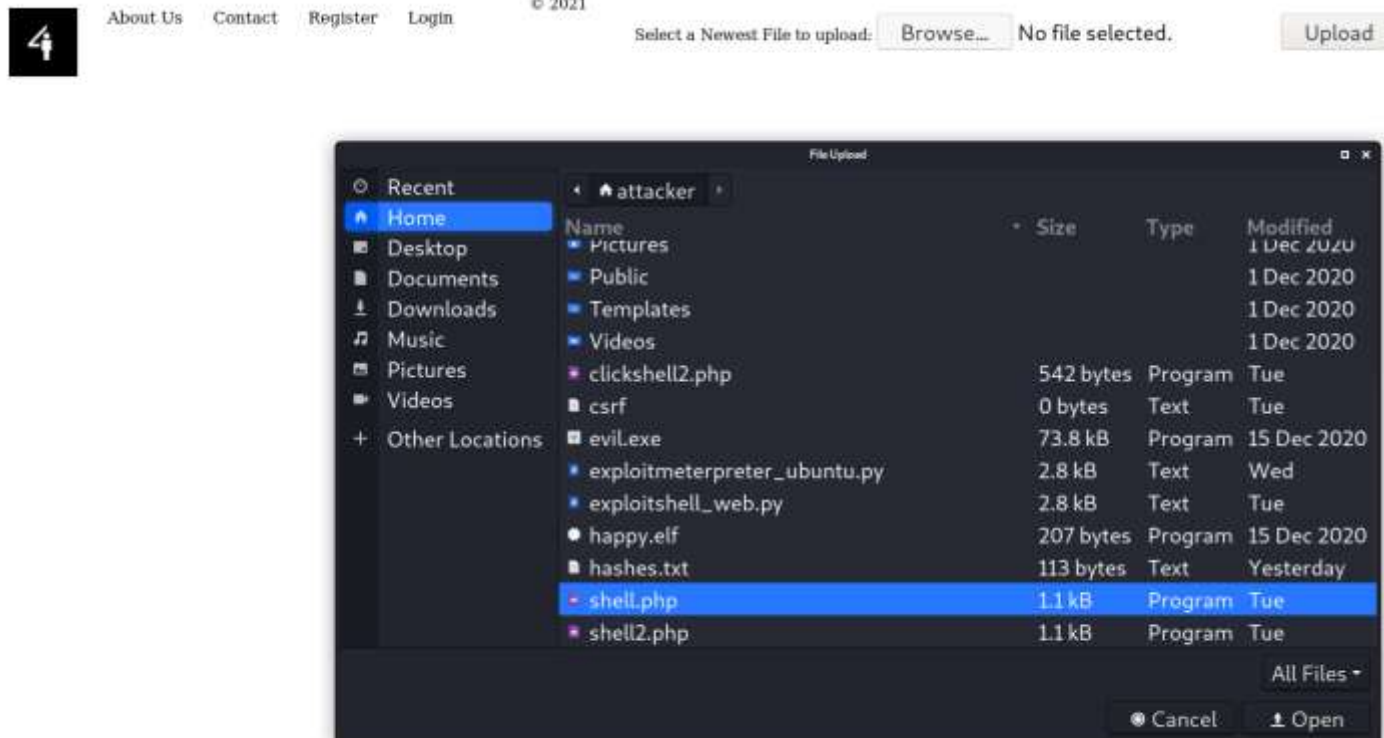 © 2021
About Us Contact Register Login
Select a Newest File to upload: Browse... No file selected. Upload
4
File Upload
Recent
attacker
Home
Name Size Type Modified
Desktop
Pictures 1 Dec 2020
Documents
Public 1 Dec 2020
Downloads
Templates 1 Dec 2020
Music
Videos 1 Dec 2020
Pictures
clickshell2.php 542 bytes Program Tue
Videos
csrf 0 bytes Text Tue
+ Other Locations
evil.exe 73.8 kB Program 15 Dec 2020
exploitmeterpreter_ubuntu.py 2.8 kB Text Wed
exploitshell_web.py 2.8 kB Text Tue
happy.elf 207 bytes Program 15 Dec 2020
hashes.txt 113 bytes Text Yesterday
shell.php 1.1 kB Program Tue
shell2.php 1.1 kB Program Tue
All Files
Cancel Open